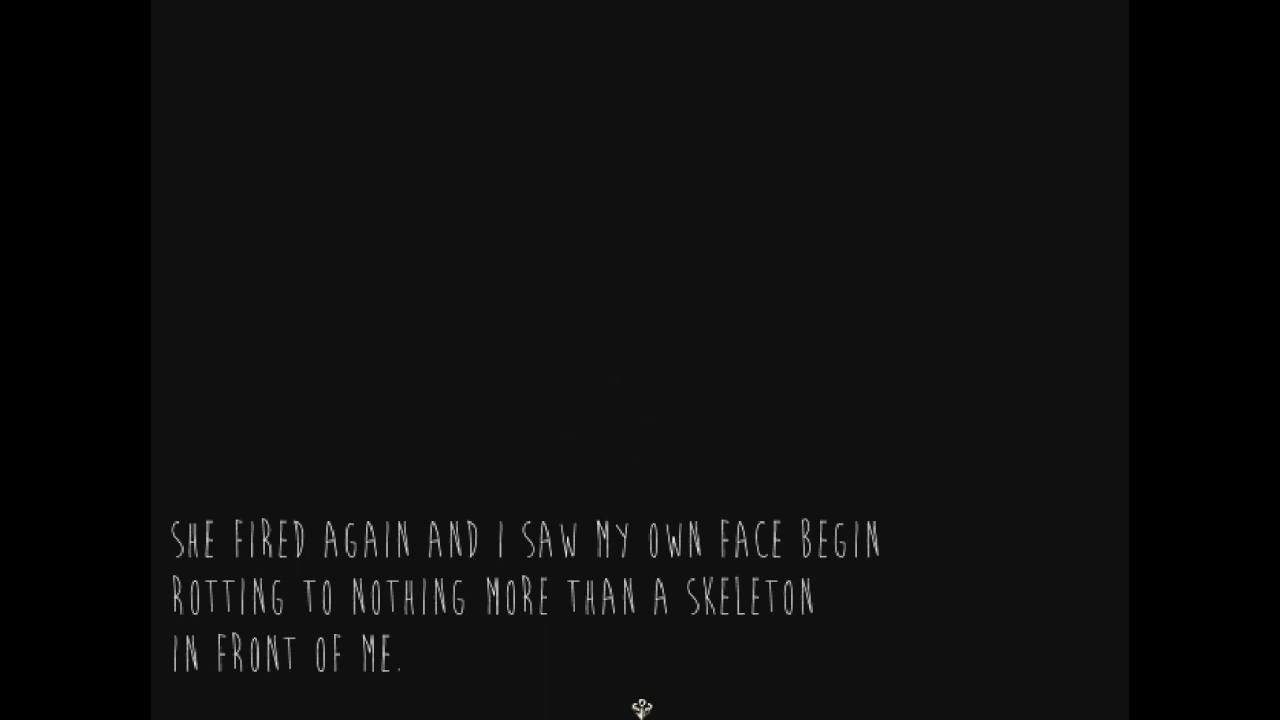 SHE FIRED AGAIN AND I SAW MY OWN FACE BEGIN
ROTTING TO NOTHING MORE THAN A SKELETON
IN FRONT OF ME.